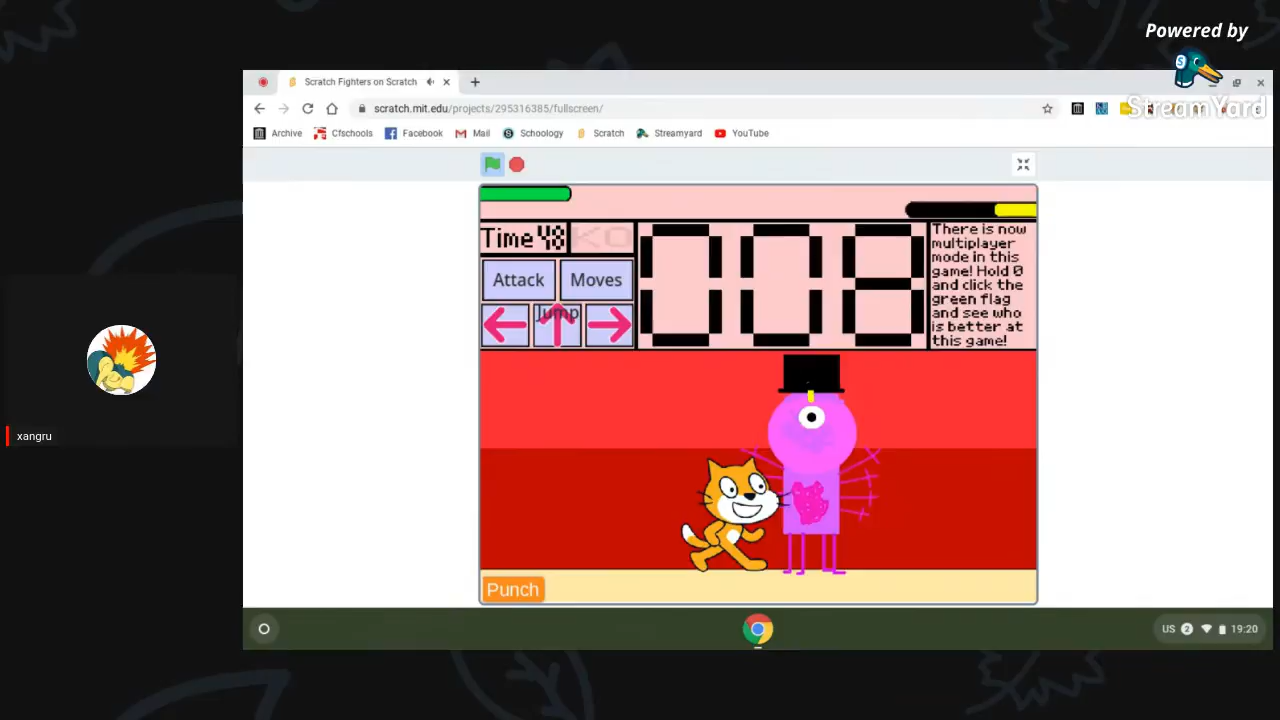 Powered by
StreamYard
Scratch Fighters on Scratch
scratch.mit.edu/projects/295316385/fullscreen/
Archive Cfschools Facebook Mail Schoology Scratch Streamyard YouTube
Time 48 KO
Attack Moves
Jump
008
There is now
multiplayer
mode in this
game! Hold 0
and click the
green flag
and see who
is better at
this game!
xangru
Punch
US 2 19:20